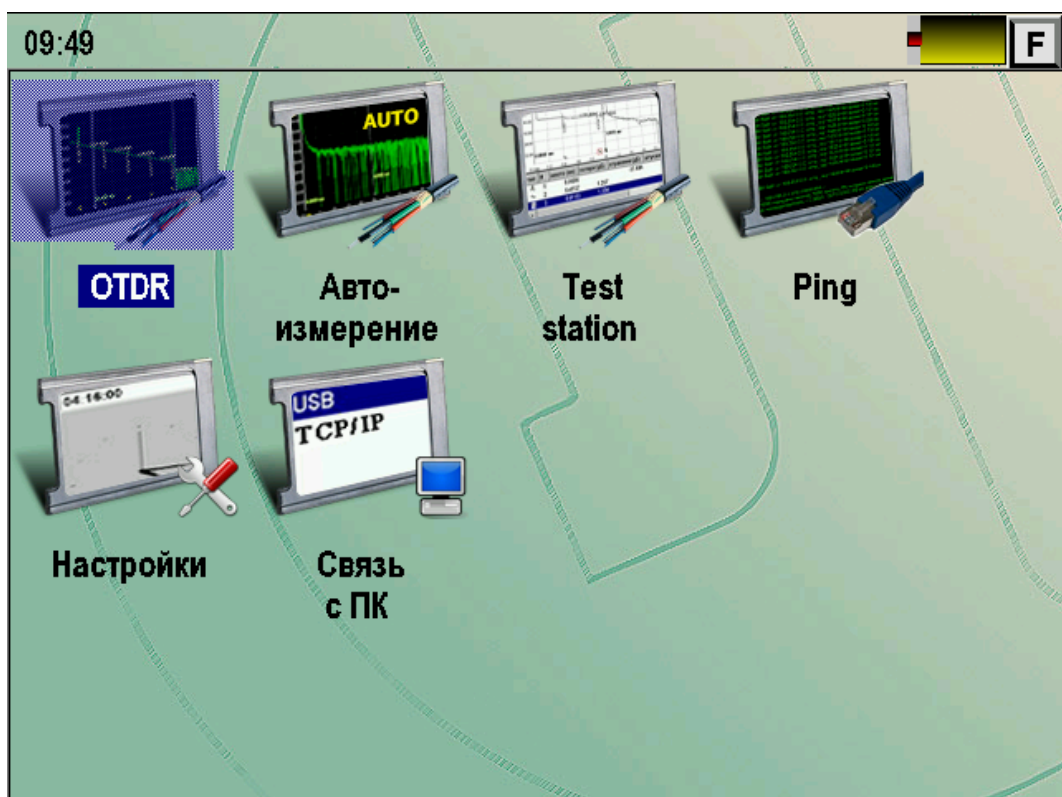 09:49
F
AUTO
OTDR
Авто-
измерение
Test
station
Ping
04:16:00
USB
TCP/IP
Настройки
Связь
с ПК